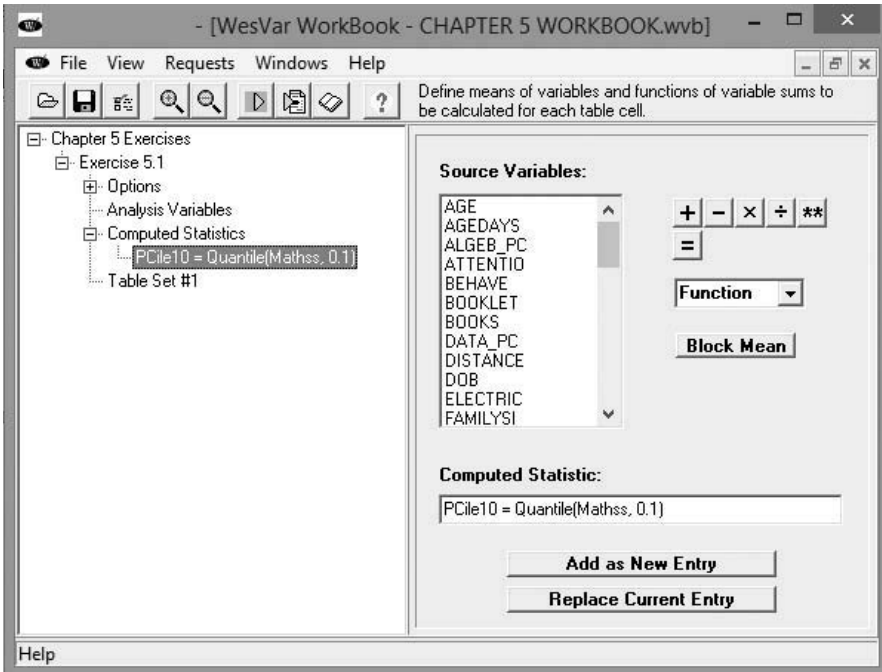 - [WesVar WorkBook - CHAPTER 5 WORKBOOK.wvb]
File View Requests Windows Help
Define means of variables and functions of variable sums to
be calculated for each table cell.
Chapter 5 Exercises
Exercise 5.1
Options
Analysis Variables
Computed Statistics
PCile10 = Quantile(Mathss, 0.1)
Table Set #1
Source Variables:
AGE
AGEDAYS
ALGEB_PC
ATTENTIO
BEHAVE
BOOKLET
BOOKS
DATA_PC
DISTANCE
DOB
ELECTRIC
FAMILYSI
+ - × ÷ **
=
Function
Block Mean
Computed Statistic:
PCile10 = Quantile(Mathss, 0.1)
Add as New Entry
Replace Current Entry
Help